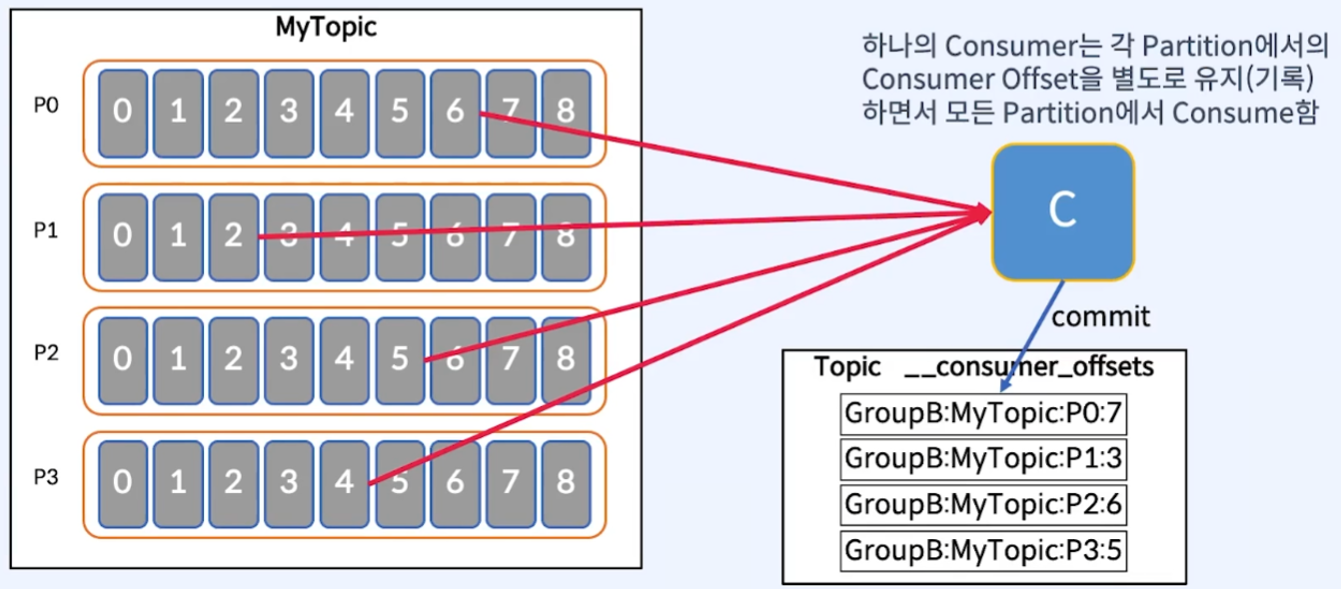 MyTopic
P0 0 1 2 3 4 5 6 7 8
P1 0 1 2 3 4 5 6 7 8
P2 0 1 2 3 4 5 6 7 8
P3 0 1 2 3 4 5 6 7 8
하나의 Consumer는 각 Partition에서의
Consumer Offset을 별도로 유지(기록)
하면서 모든 Partition에서 Consume함
C
commit
Topic __consumer_offsets
GroupB:MyTopic:P0:7
GroupB:MyTopic:P1:3
GroupB:MyTopic:P2:6
GroupB:MyTopic:P3:5